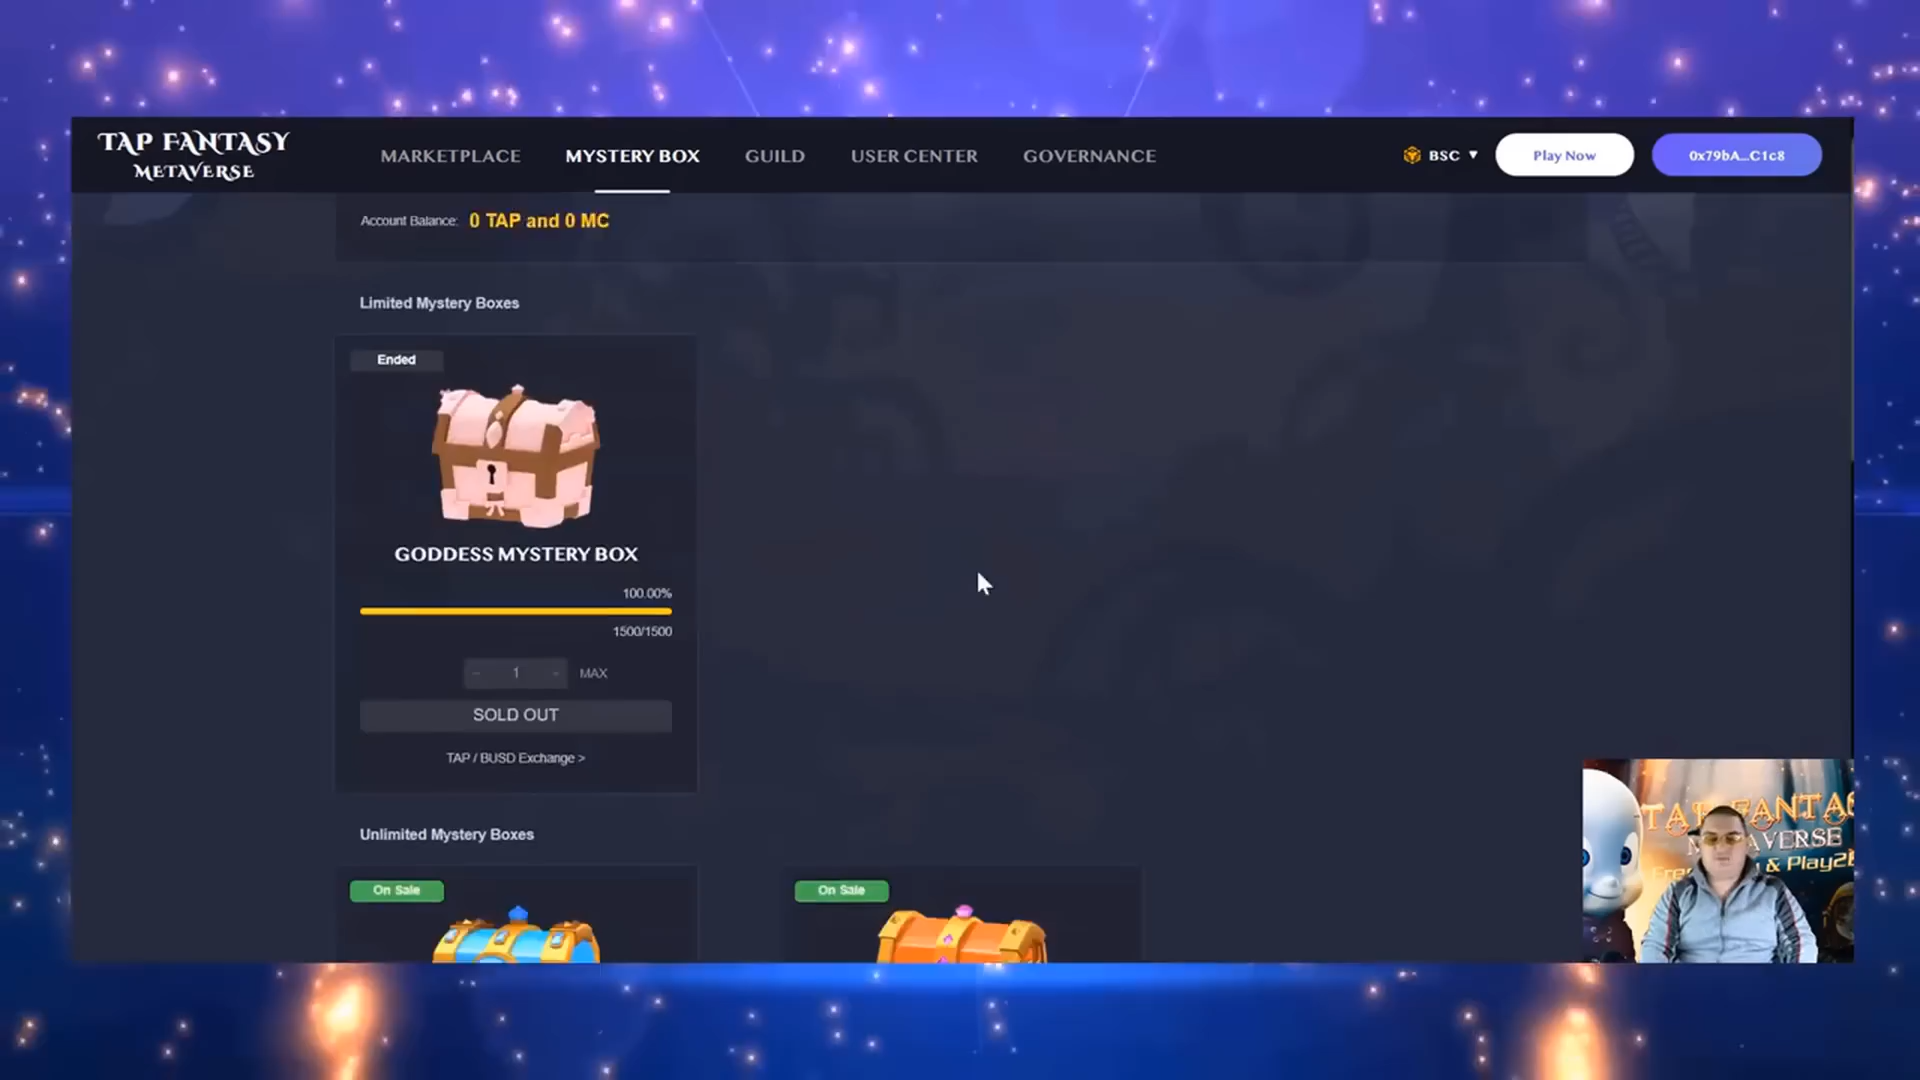 TAP FANTASY
METAVERSE
MARKETPLACE
MYSTERY BOX
GUILD
USER CENTER
GOVERNANCE
BSC
Play Now
0x79bA...C1c8
Account Balance: 0 TAP and 0 MC
Limited Mystery Boxes
Ended
GODDESS MYSTERY BOX
100.00%
1500/1500
- 1 + MAX
SOLD OUT
TAP / BUSD Exchange >
Unlimited Mystery Boxes
On Sale
On Sale
& Play2